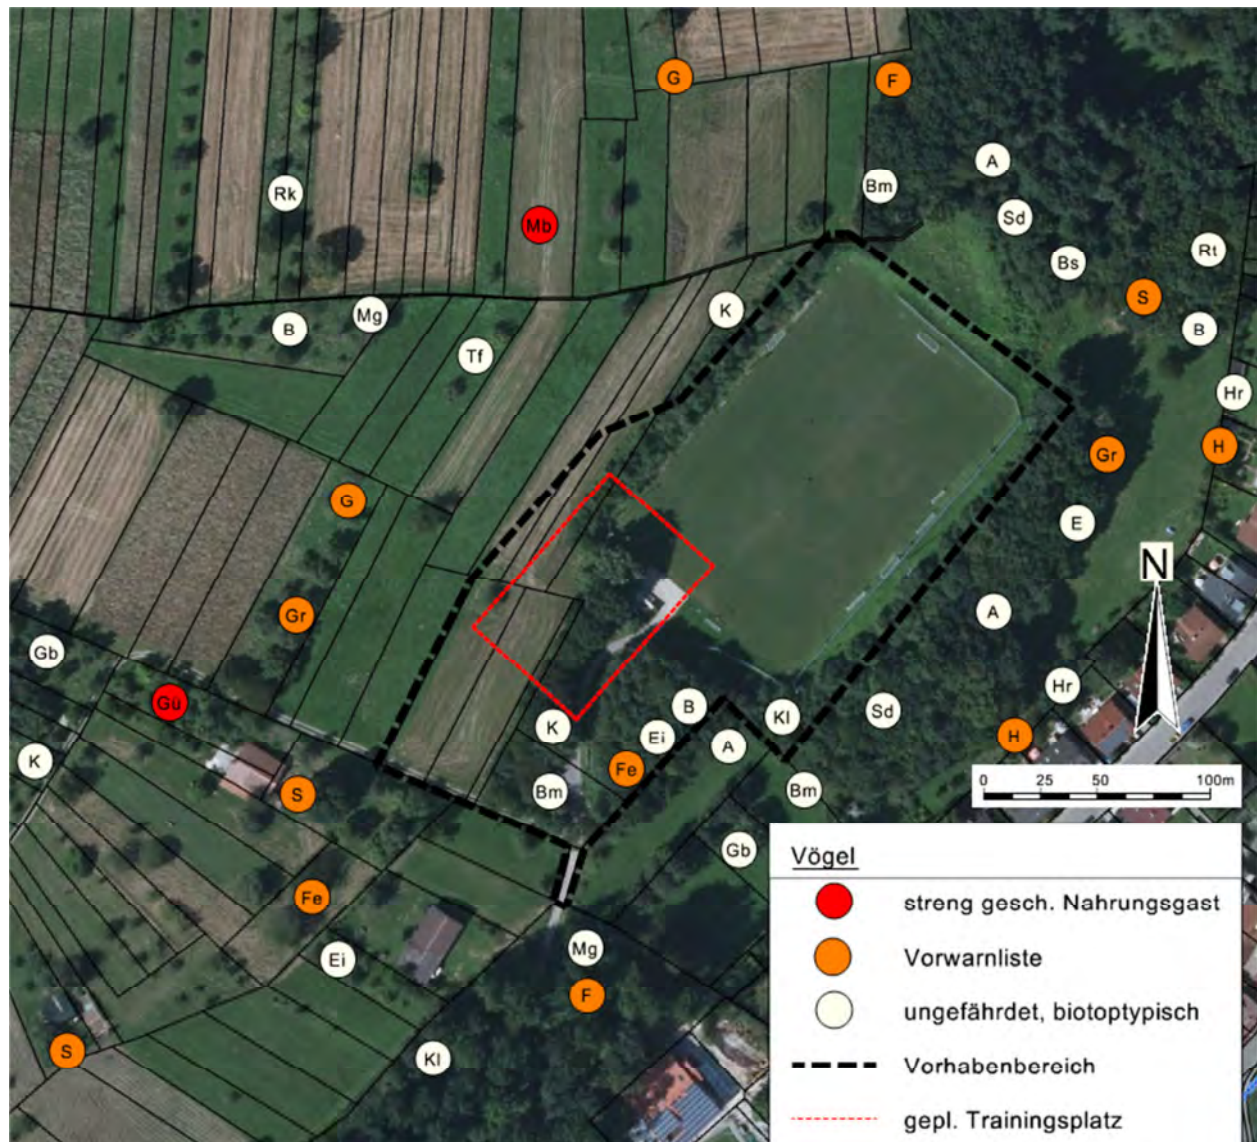 G
F
A
Bm
Rk
Sd
Mb
Rt
Bs
S
K
Mg
B
B
Tf
Hr
H
Gr
G
E
N
A
Gr
Gb
Hr
Gü
B
Kl
Sd
K
Ei
H
A
K
Fe
S
Bm
Bm
0 25 50 100m
Gb
Vögel
Fe
streng gesch. Nahrungsgast
Mg
Ei
Vorwarnliste
F
ungefährdet, biotoptypisch
S
Kl
Vorhabenbereich
gepl. Trainingsplatz